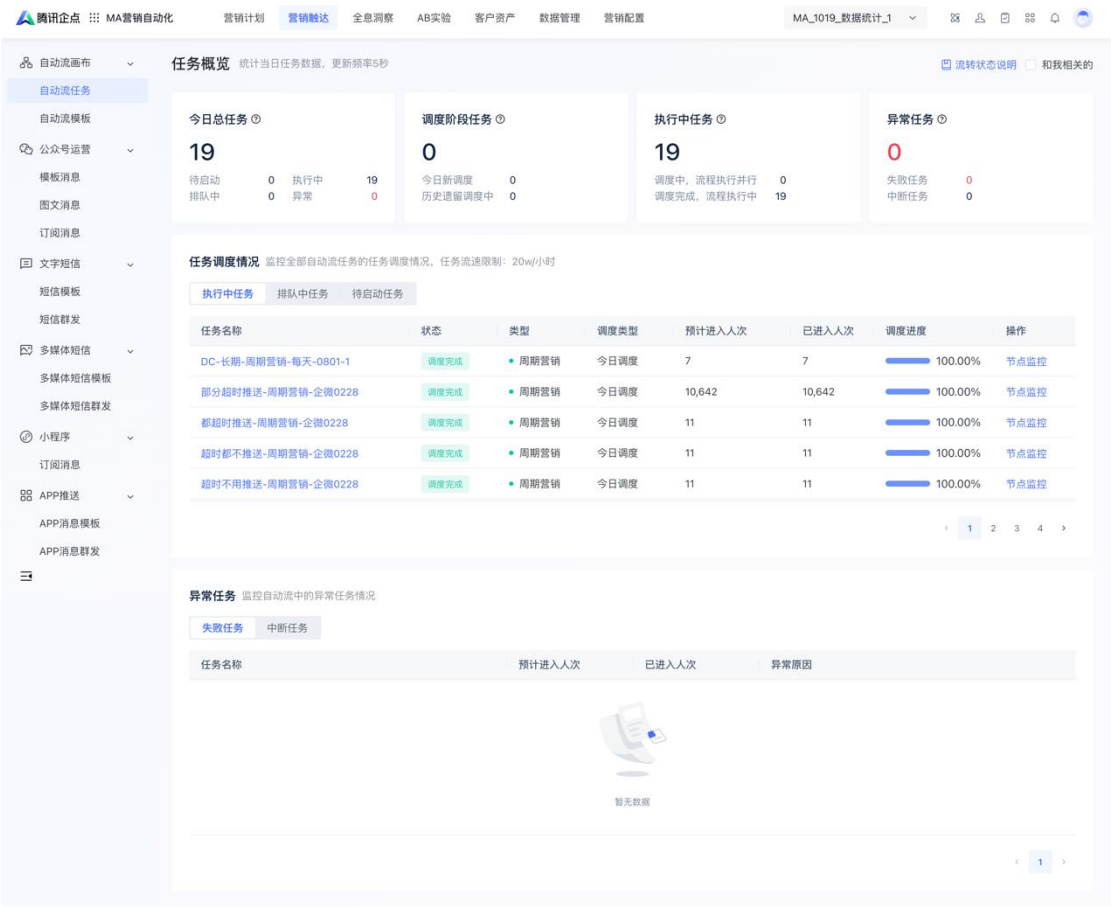 腾讯企点 MA营销自动化 营销计划 营销触达 全息洞察 AB实验 客户资产 数据管理 营销配置 MA_1019_数据统计_1
自动流画布
自动流任务
自动流模板
公众号运营
模板消息
图文消息
订阅消息
文字短信
短信模板
短信群发
多媒体短信
多媒体短信模板
多媒体短信群发
小程序
订阅消息
APP推送
APP消息模板
APP消息群发
任务概览 统计当日任务数据，更新频率5秒 流转状态说明 和我相关的
今日总任务
19
待启动 0 执行中 19
排队中 0 异常 0
调度阶段任务
0
今日新调度 0
历史遗留调度中 0
执行中任务
19
调度中，流程执行并行 0
调度完成，流程执行中 19
异常任务
0
失败任务 0
中断任务 0
任务调度情况 监控全部自动流任务的任务调度情况，任务流速限制：20w/小时
执行中任务 排队中任务 待启动任务
任务名称 状态 类型 调度类型 预计进入人次 已进入人次 调度进度 操作
DC-长期-周期营销-每天-0801-1 调度完成 周期营销 今日调度 7 7 100.00% 节点监控
部分超时推送-周期营销-企微0228 调度完成 周期营销 今日调度 10,642 10,642 100.00% 节点监控
都超时推送-周期营销-企微0228 调度完成 周期营销 今日调度 11 11 100.00% 节点监控
超时都不推送-周期营销-企微0228 调度完成 周期营销 今日调度 11 11 100.00% 节点监控
超时不用推送-周期营销-企微0228 调度完成 周期营销 今日调度 11 11 100.00% 节点监控
1 2 3 4
异常任务 监控自动流中的异常任务情况
失败任务 中断任务
任务名称 预计进入人次 已进入人次 异常原因
暂无数据
1